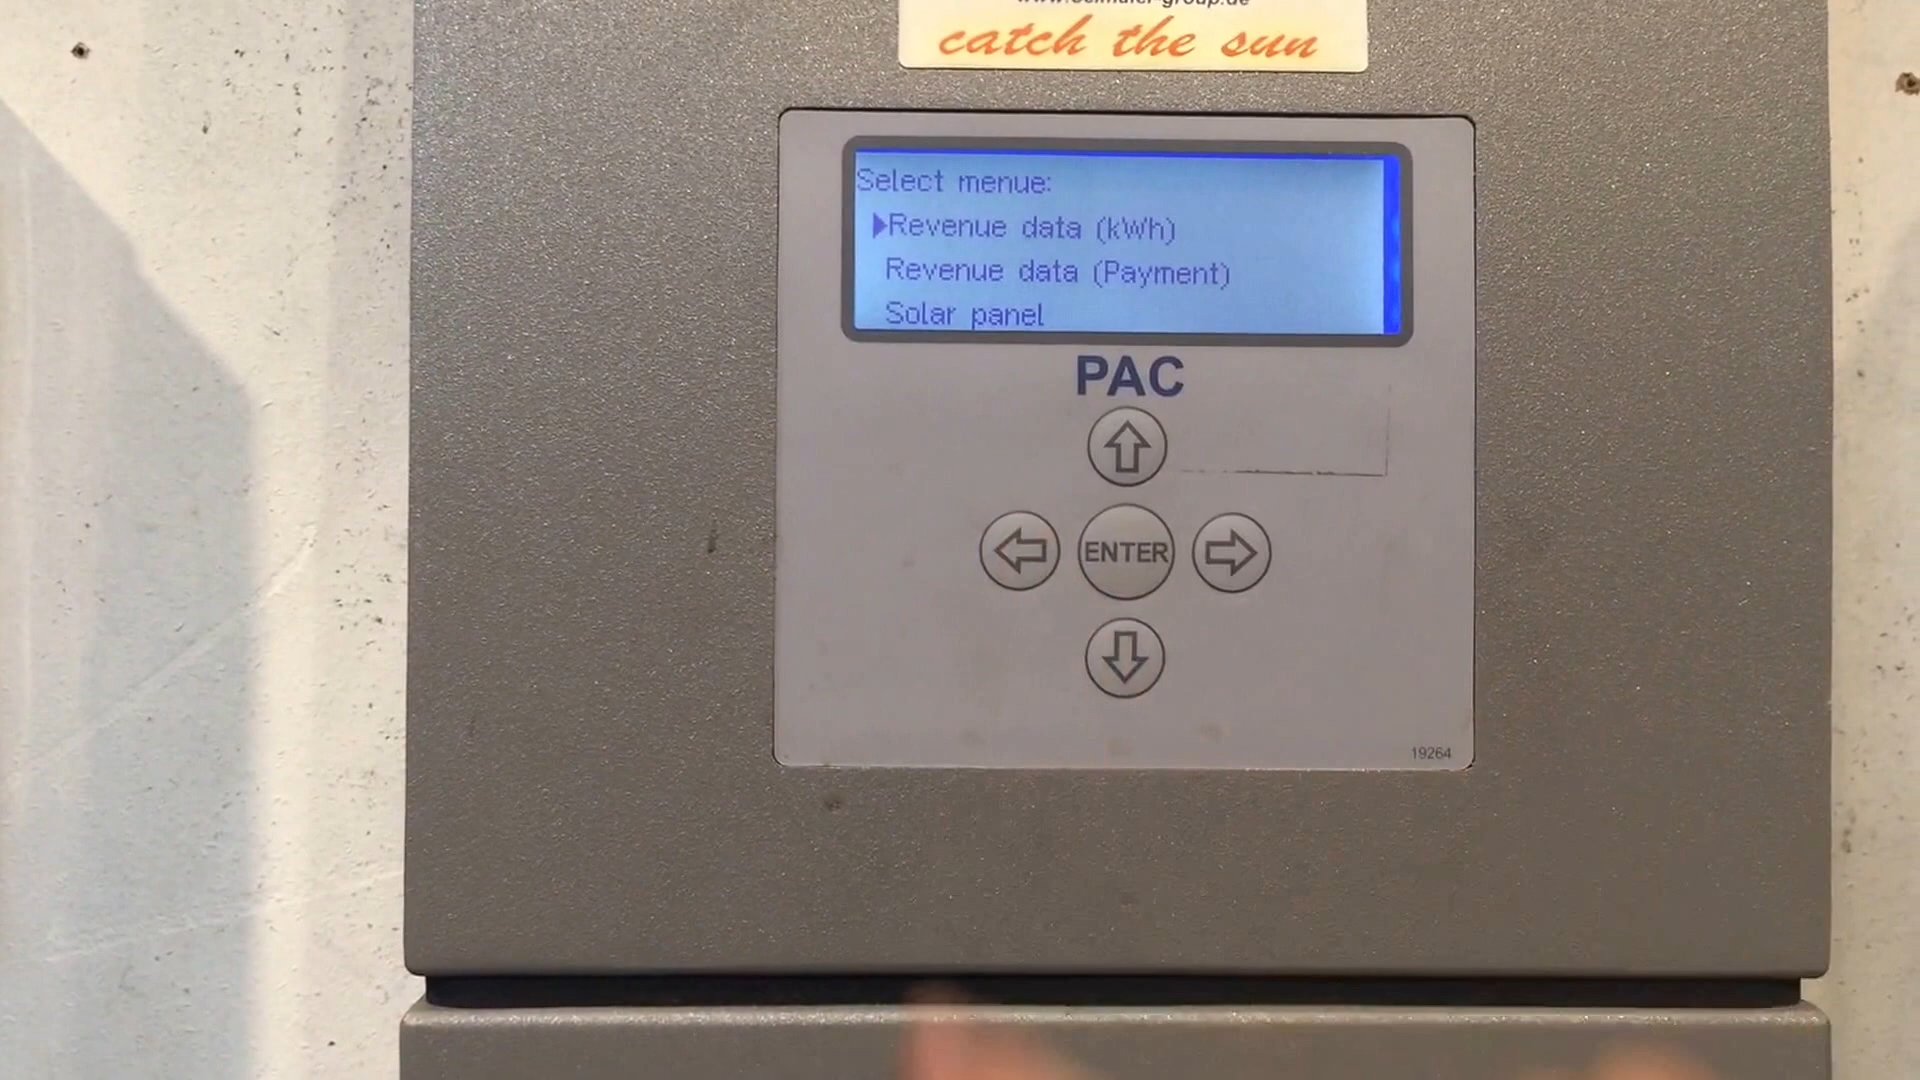 catch the sun
Select menue:
Revenue data (kWh)
Revenue data (Payment)
Solar panel
PAC
ENTER
19264